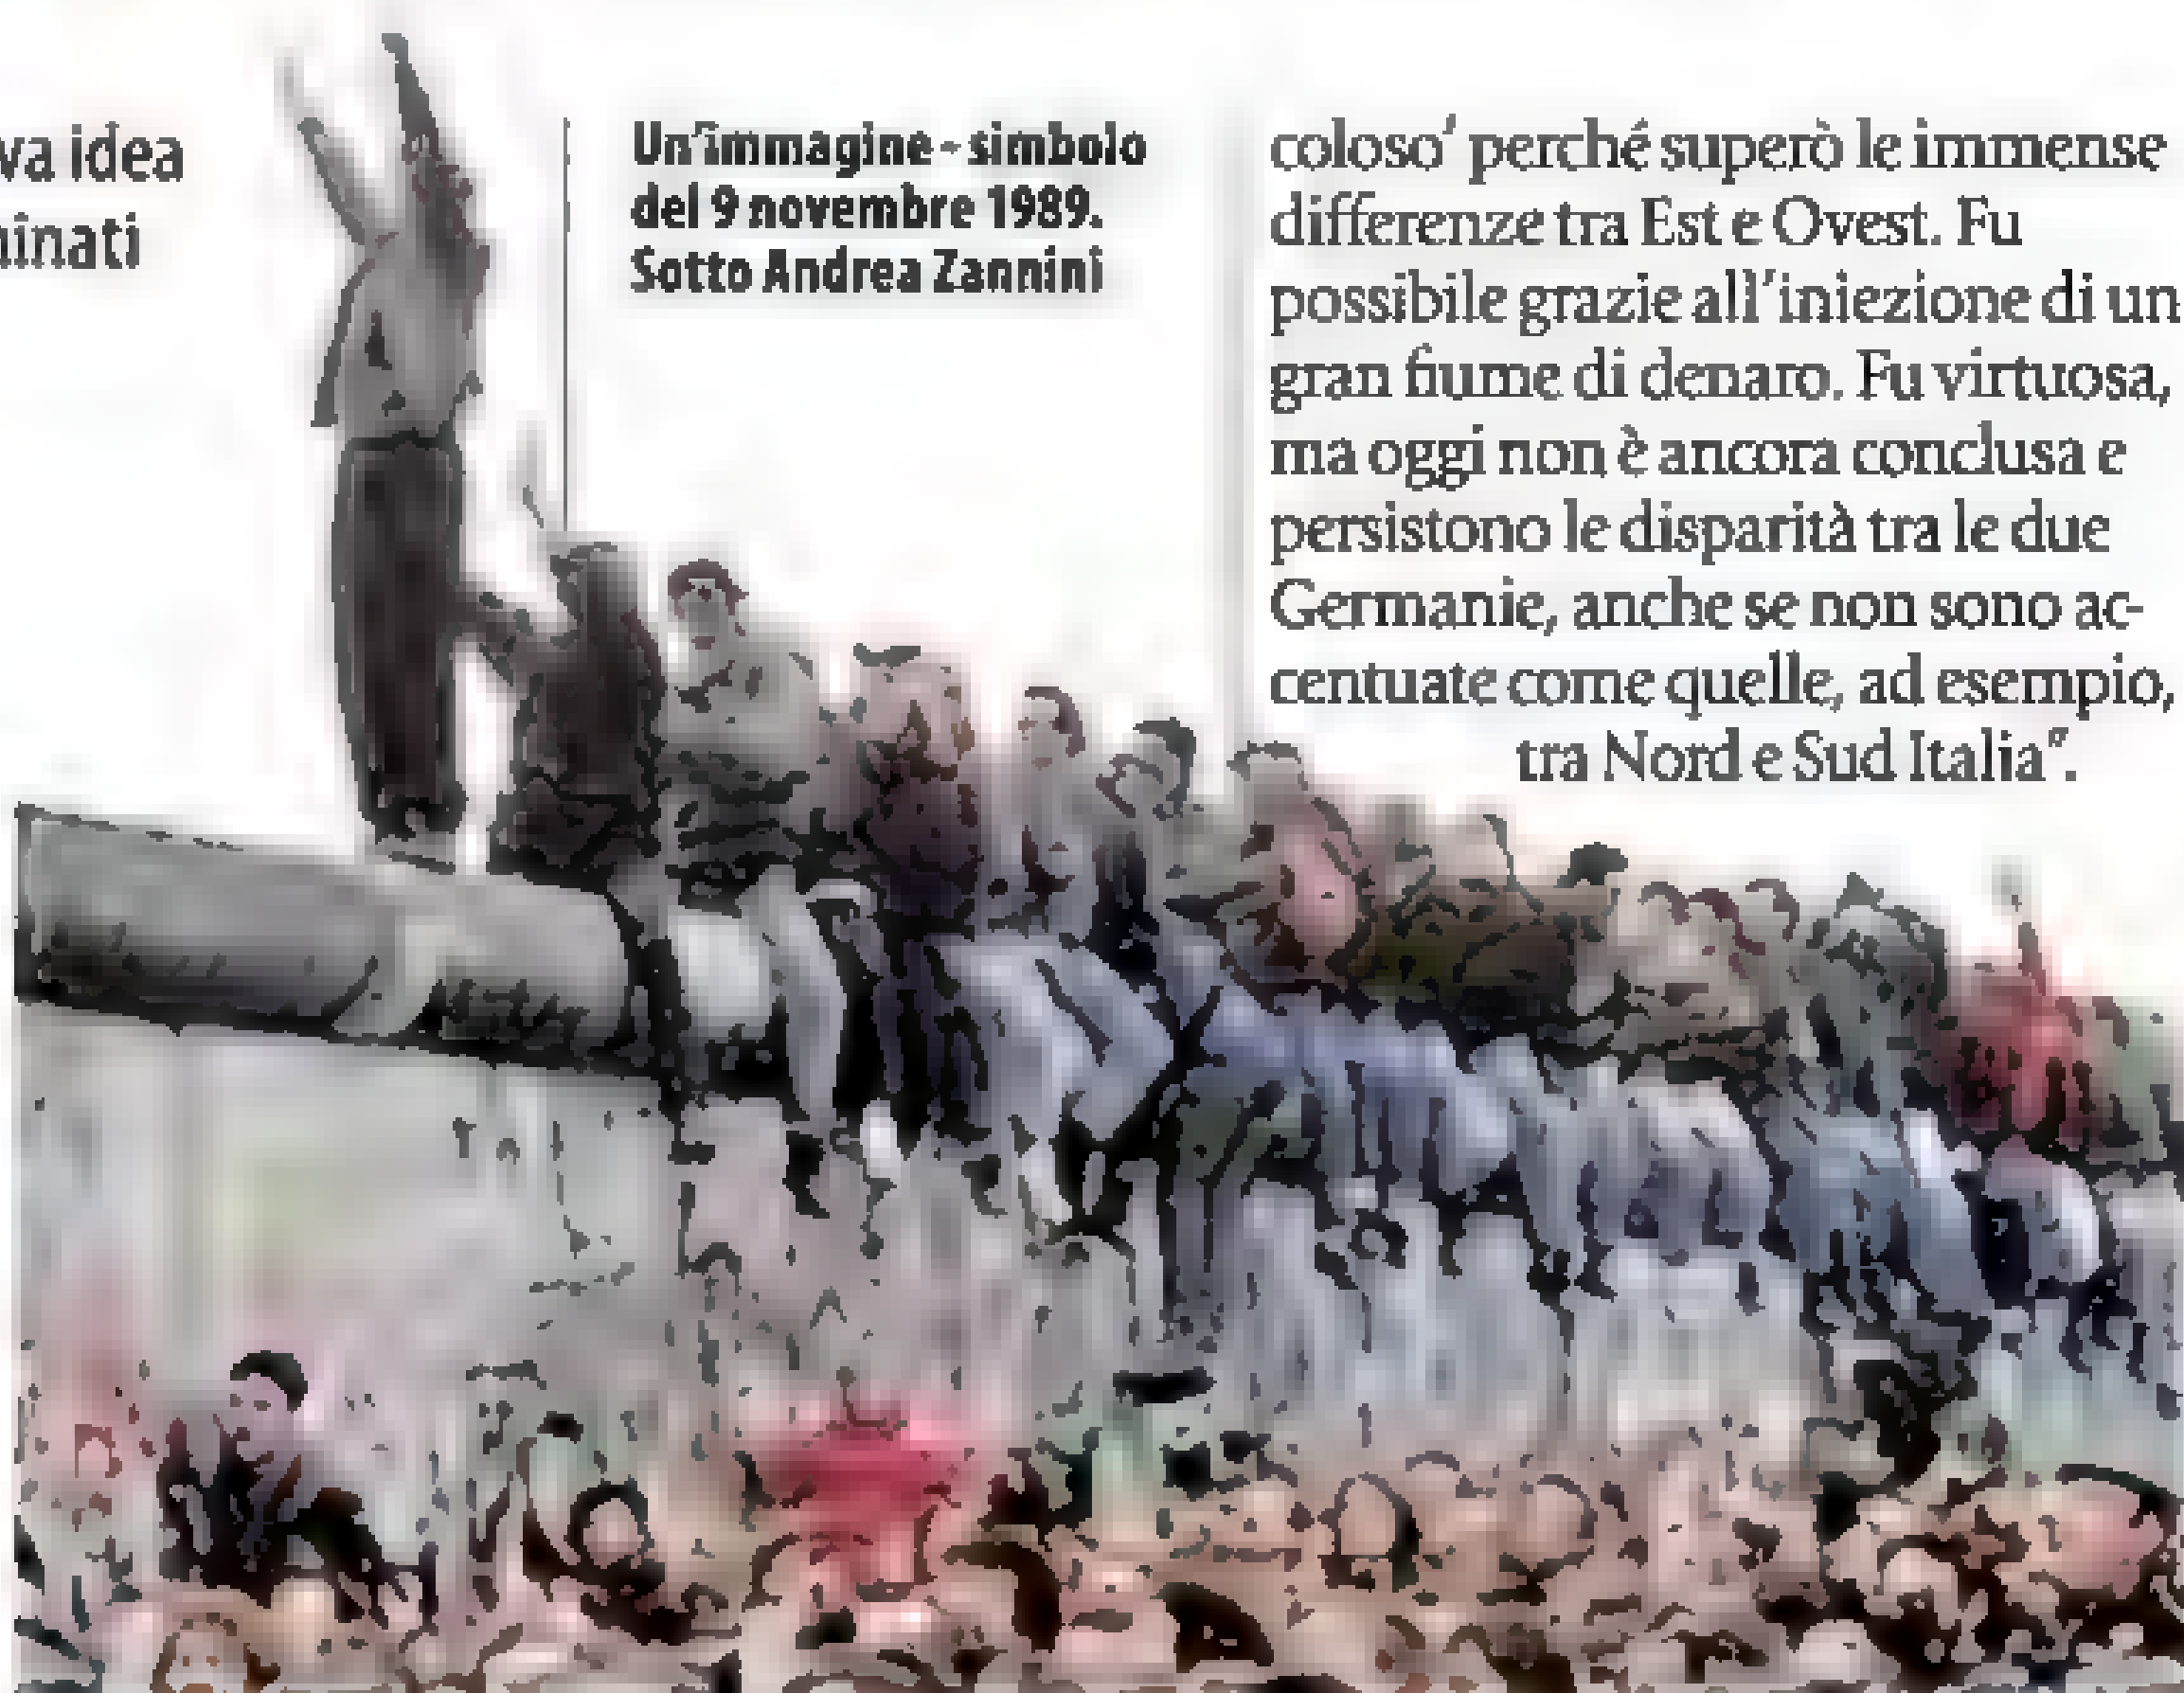 va idea
inati
Un'immagine - simbolo
del 9 novembre 1989.
Sotto Andrea Zannini
coloso' perché superò le immense
differenze tra Est e Ovest. Fu
possibile grazie all'iniezione di un
gran fiume di denaro. Fu virtuosa,
ma oggi non è ancora conclusa e
persistono le disparità tra le due
Germanie, anche se non sono ac-
centuate come quelle, ad esempio,
tra Nord e Sud Italia".